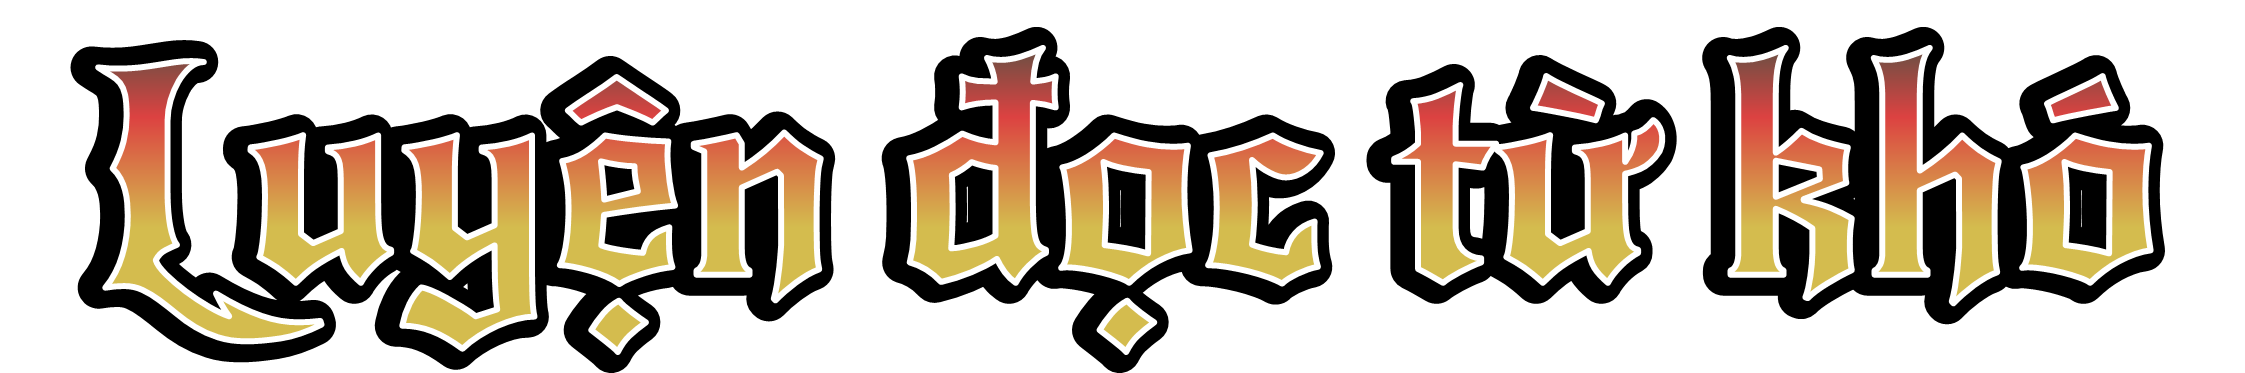 Luyện đọc từ khó